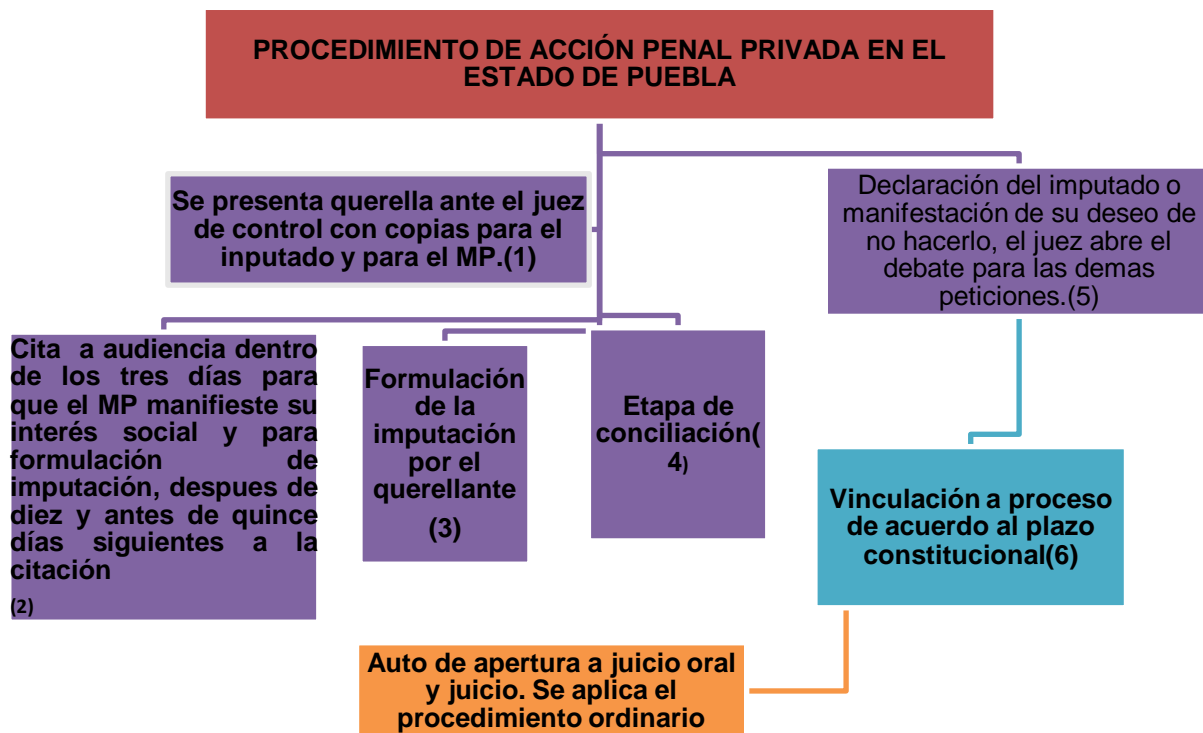 PROCEDIMIENTO DE ACCIÓN PENAL PRIVADA EN EL
ESTADO DE PUEBLA
Se presenta querella ante el juez
de control con copias para el
inputado y para el MP.(1)
Cita a audiencia dentro
de los tres días para
que el MP manifieste su
interés social y para
formulación de
imputación, despues de
diez y antes de quince
días siguientes a la
citación
(2)
Formulación
de la
imputación
por el
querellante
(3)
Etapa de
conciliación(
4)
Declaración del imputado o
manifestación de su deseo de
no hacerlo, el juez abre el
debate para las demas
peticiones.(5)
Vinculación a proceso
de acuerdo al plazo
constitucional(6)
Auto de apertura a juicio oral
y juicio. Se aplica el
procedimiento ordinario